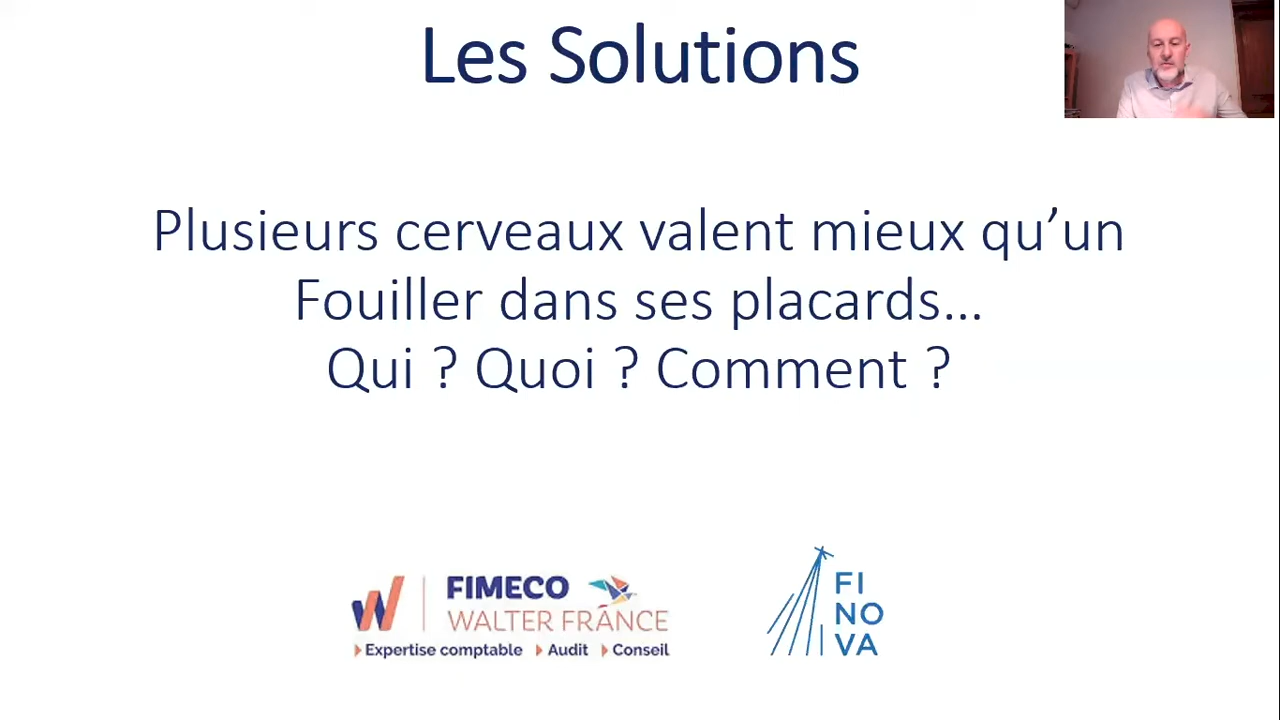 Les Solutions
Plusieurs cerveaux valent mieux qu’un
Fouiller dans ses placards…
Qui ? Quoi ? Comment ?
FIMECO
WALTER FRANCE
Expertise comptable Audit Conseil
FI
NO
VA